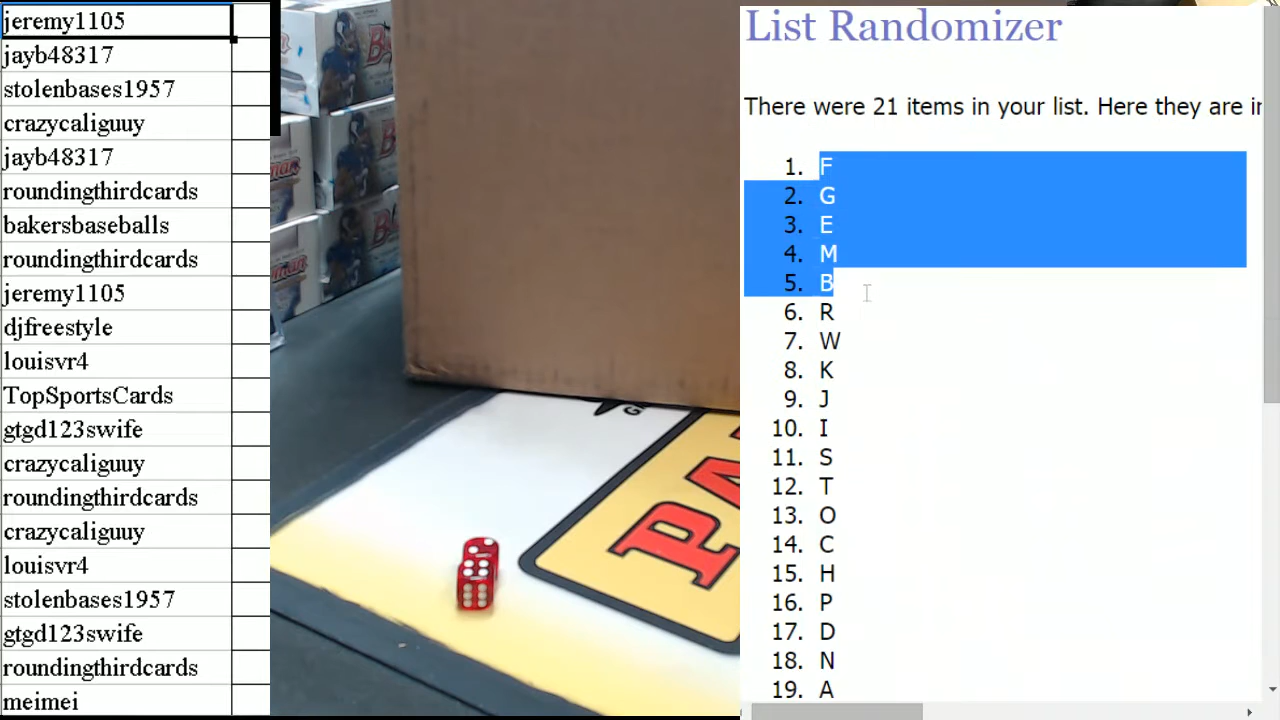 jeremy1105
jayb48317
stolenbases1957
crazycaliguuy
jayb48317
roundingthirdcards
bakersbaseballs
roundingthirdcards
jeremy1105
djfreestyle
louisvr4
TopSportsCards
gtgd123swife
crazycaliguuy
roundingthirdcards
crazycaliguuy
louisvr4
stolenbases1957
gtgd123swife
roundingthirdcards
meimei
PA
List Randomizer
There were 21 items in your list. Here they are in
1. F
2. G
3. E
4. M
5. B
6. R
7. W
8. K
9. J
10. I
11. S
12. T
13. O
14. C
15. H
16. P
17. D
18. N
19. A